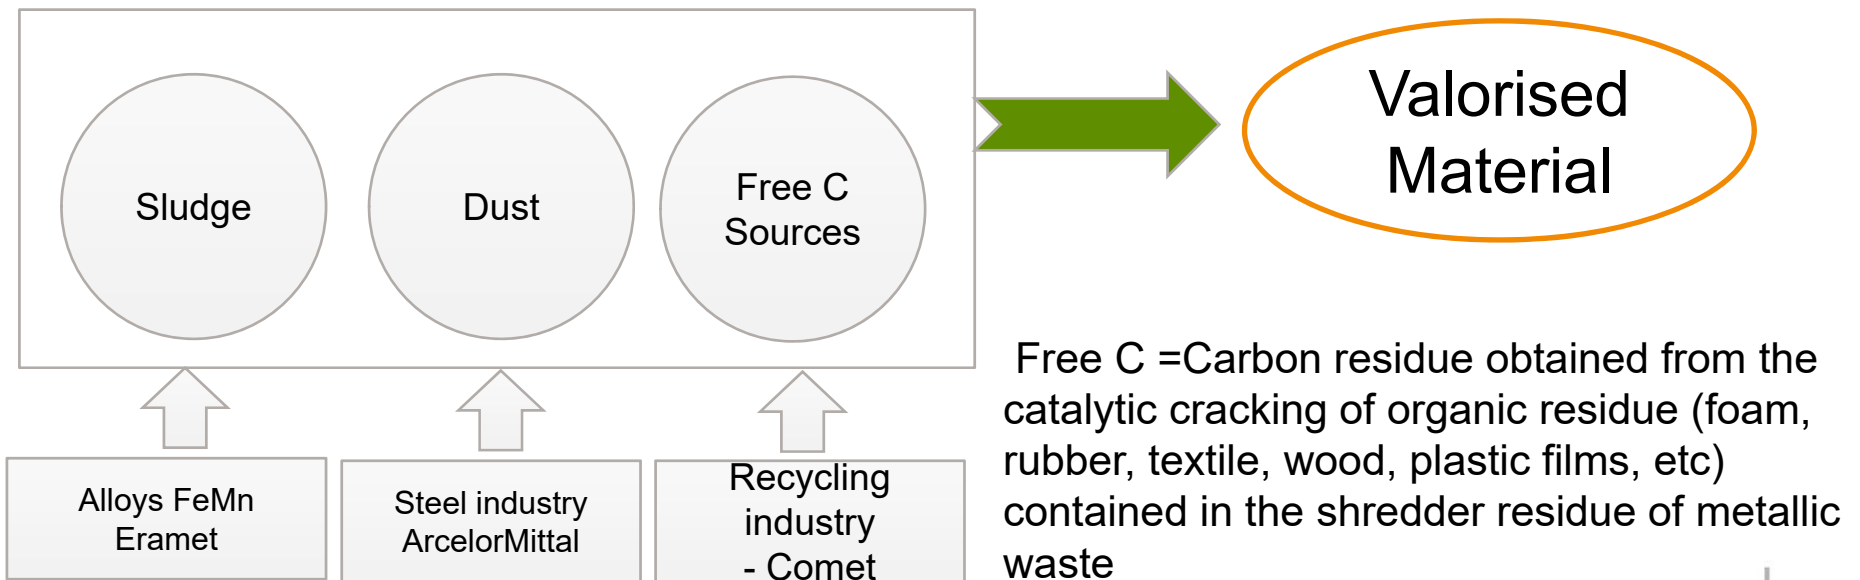 Sludge
Dust
Free C
Sources
Valorised
Material
Alloys FeMn
Eramet
Steel industry
ArcelorMittal
Recycling
industry
- Comet
Free C =Carbon residue obtained from the
catalytic cracking of organic residue (foam,
rubber, textile, wood, plastic films, etc)
contained in the shredder residue of metallic
waste